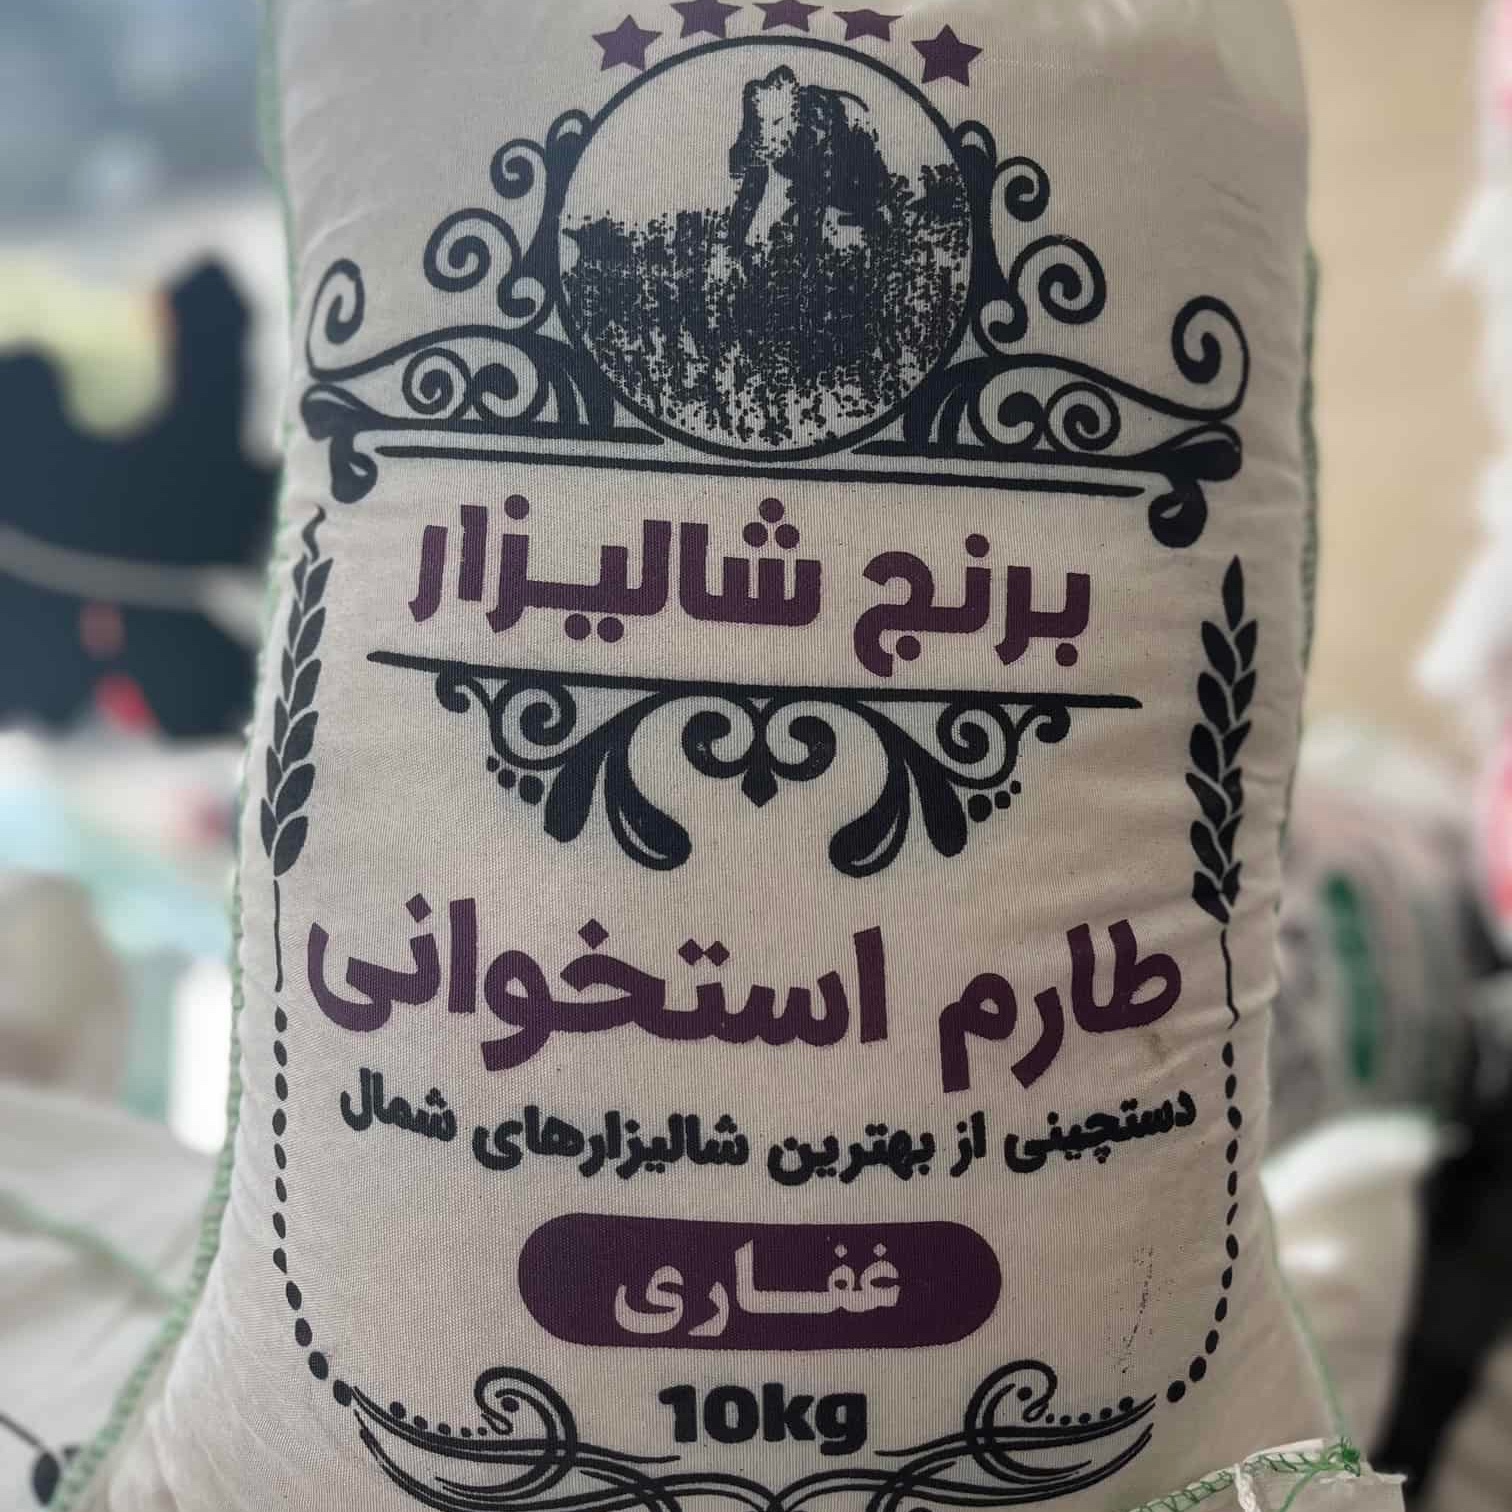 برنج شالیزار
طارم استخوانی
دستچینی از بهترین شالیزارهای شمال
غفاری
10kg